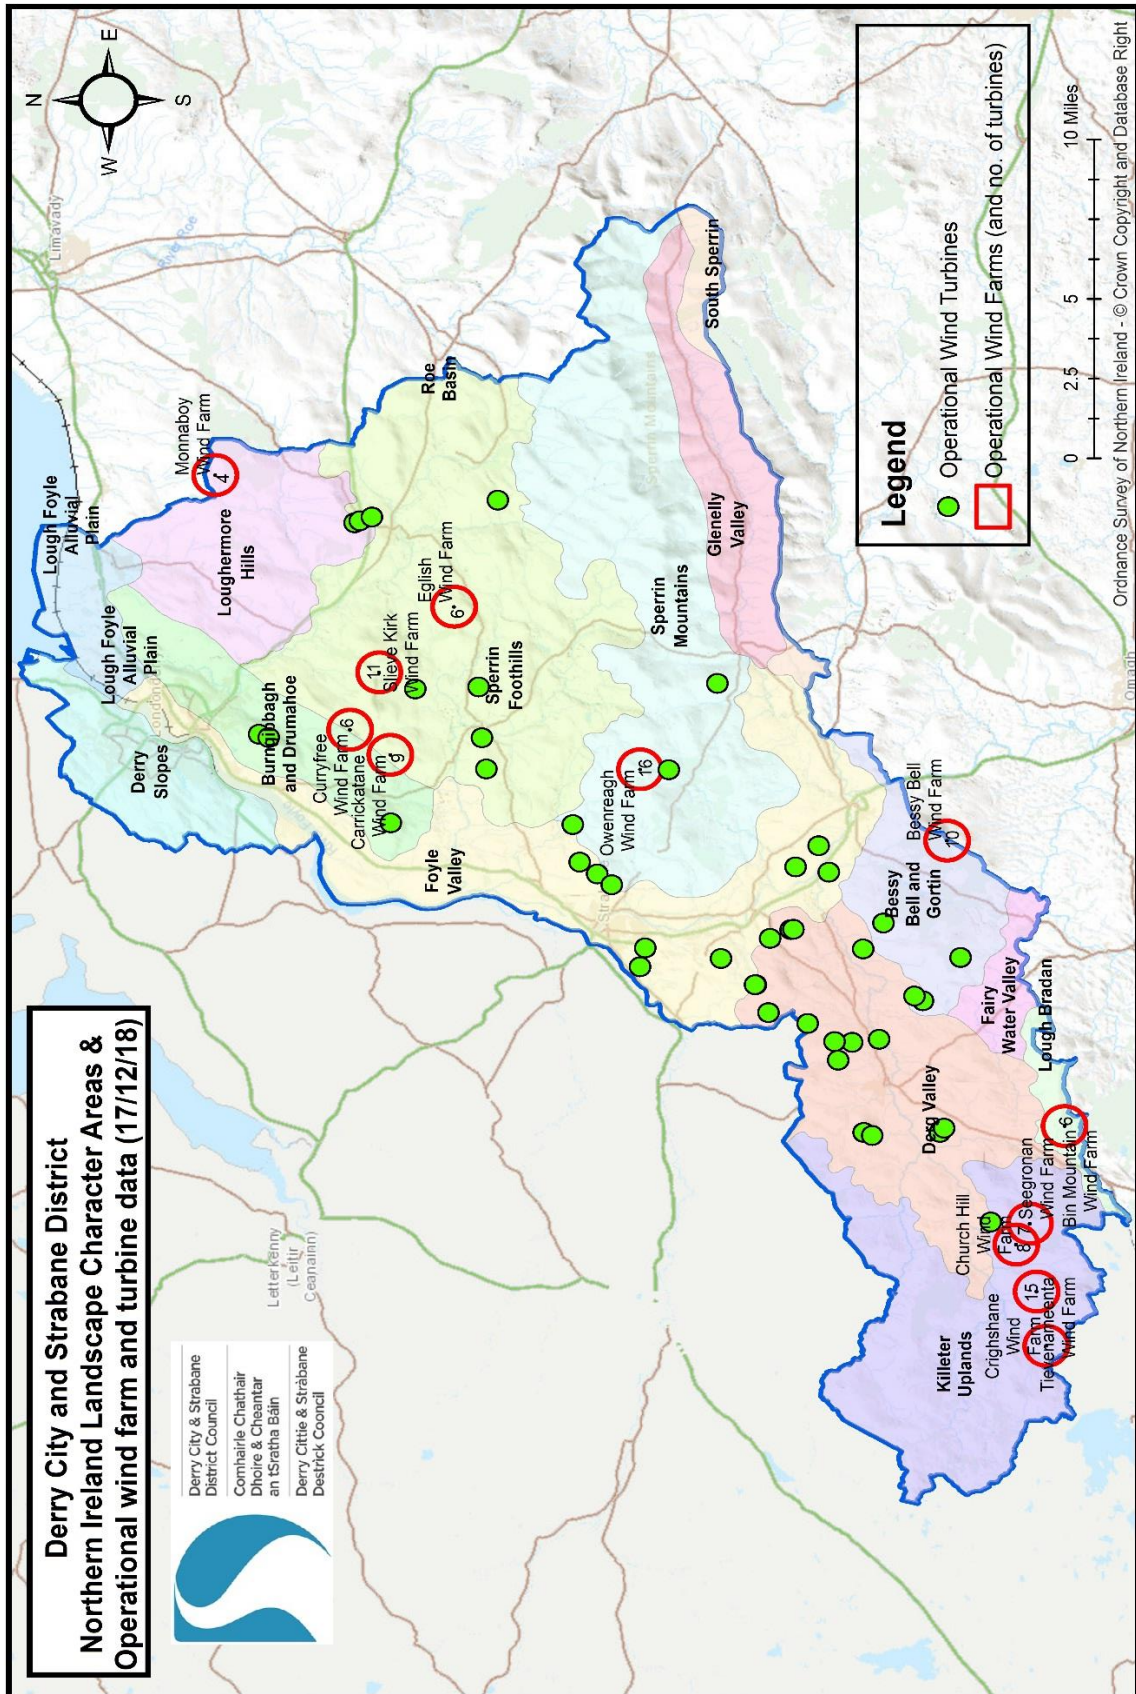 Derry City and Strabane District
Northern Ireland Landscape Character Areas &
Operational wind farm and turbine data (17/12/18)
Derry City & Strabane
District Council
Comhairle Chathair
Dhoire & Cheantar
an tSratha Báin
Derry Cittie & Stràbane
Destrick Cooncil
N
E
S
W
Limavady
River Roe
Letterkenny
(Leitir
Ceanainn)
Lough Foyle
Alluvial
Plain
Lough Foyle
Alluvial
Plain
Derry
Slopes
Loughermore
Hills
Monnaboy
Wind Farm
4
Burngibbagh
and Drumahoe
Curryfree
Wind Farm
6
Carrickatane
Wind Farm
9
11
Slieve Kirk
Wind Farm
Eglish
Wind Farm
6
Roe
Basin
Foyle
Valley
Sperrin
Foothills
Owenreagh
Wind Farm
16
Sperrin
Mountains
Sperrin Mountains
Glenelly
Valley
South Sperrin
Bessy
Bell and
Gortin
Bessy Bell
Wind Farm
10
Fairy
Water Valley
Lough Bradan
Derg Valley
Killeter
Uplands
Church Hill
Wind
Farm
8
7
Seegronan
Wind Farm
Bin Mountain
Wind Farm
6
Crighshane
Wind
Farm
15
Tievenameenta
Wind Farm
Omagh
Legend
Operational Wind Turbines
Operational Wind Farms (and no. of turbines)
0 2.5 5 10 Miles
Ordnance Survey of Northern Ireland - © Crown Copyright and Database Right